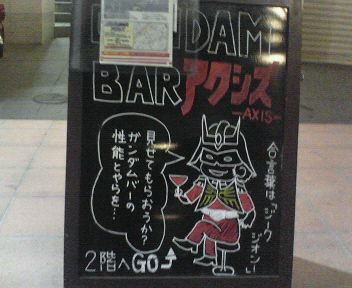 DAM
BARアクシス
-AXIS-
見せてもらおうか?
ガンダムバーの
性能とやらを…
合言葉は「ジーク
ジオン」
2階へGO